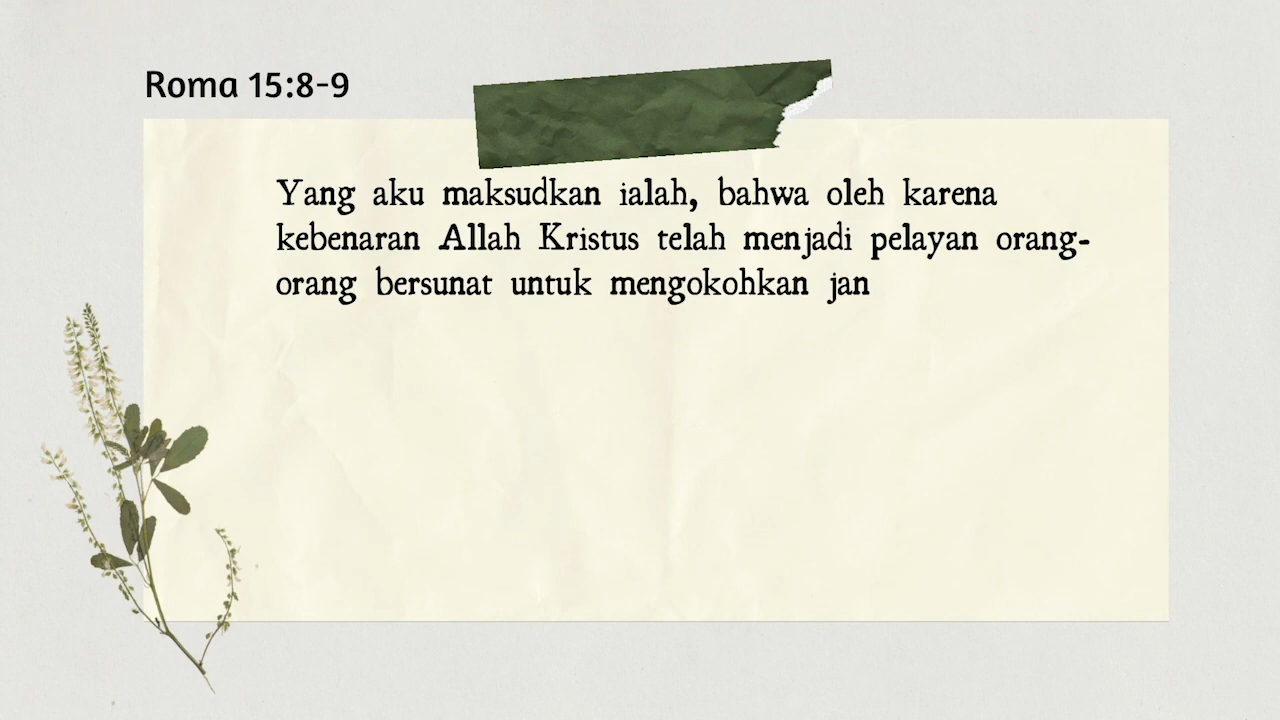 Roma 15:8-9
Yang aku maksudkan ialah, bahwa oleh karena
kebenaran Allah Kristus telah menjadi pelayan orang-
orang bersunat untuk mengokohkan jan